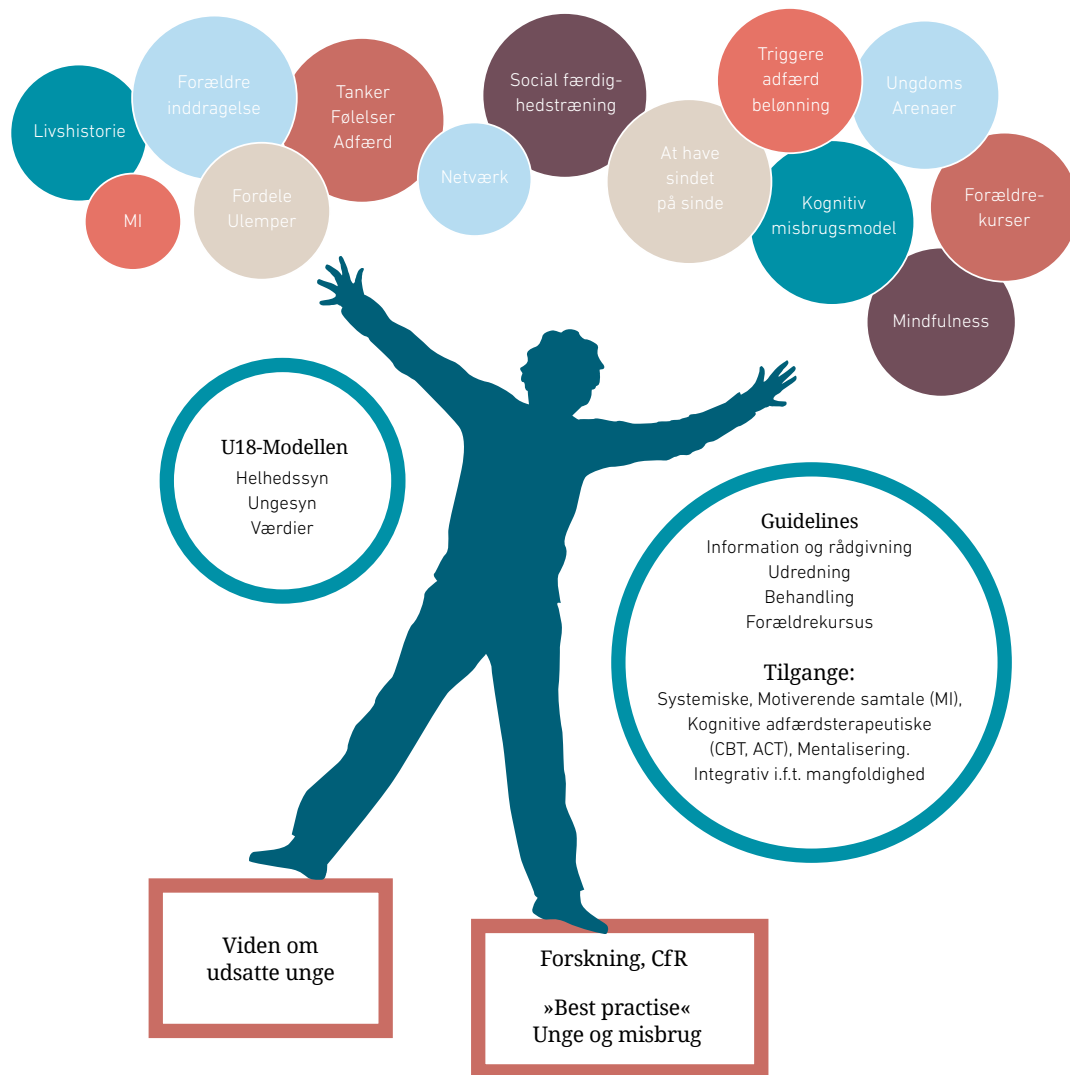 Livshistorie
Forældre
inddragelse
Tanker
Følelser
Adfærd
Social færdig-
hedstræning
Triggere
adfærd
belønning
Ungdoms
Arenaer
MI
Fordele
Ulemper
Netværk
At have
sindet
på sinde
Kognitiv
misbrugsmodel
Forældre-
kurser
Mindfulness
U18-Modellen
Helhedssyn
Ungesyn
Værdier
Guidelines
Information og rådgivning
Udredning
Behandling
Forældrekursus
Tilgange:
Systemiske, Motiverende samtale (MI),
Kognitive adfærdsterapeutiske
(CBT, ACT), Mentalisering.
Integrativ i.f.t. mangfoldighed
Viden om
udsatte unge
Forskning, CfR
»Best practise«
Unge og misbrug